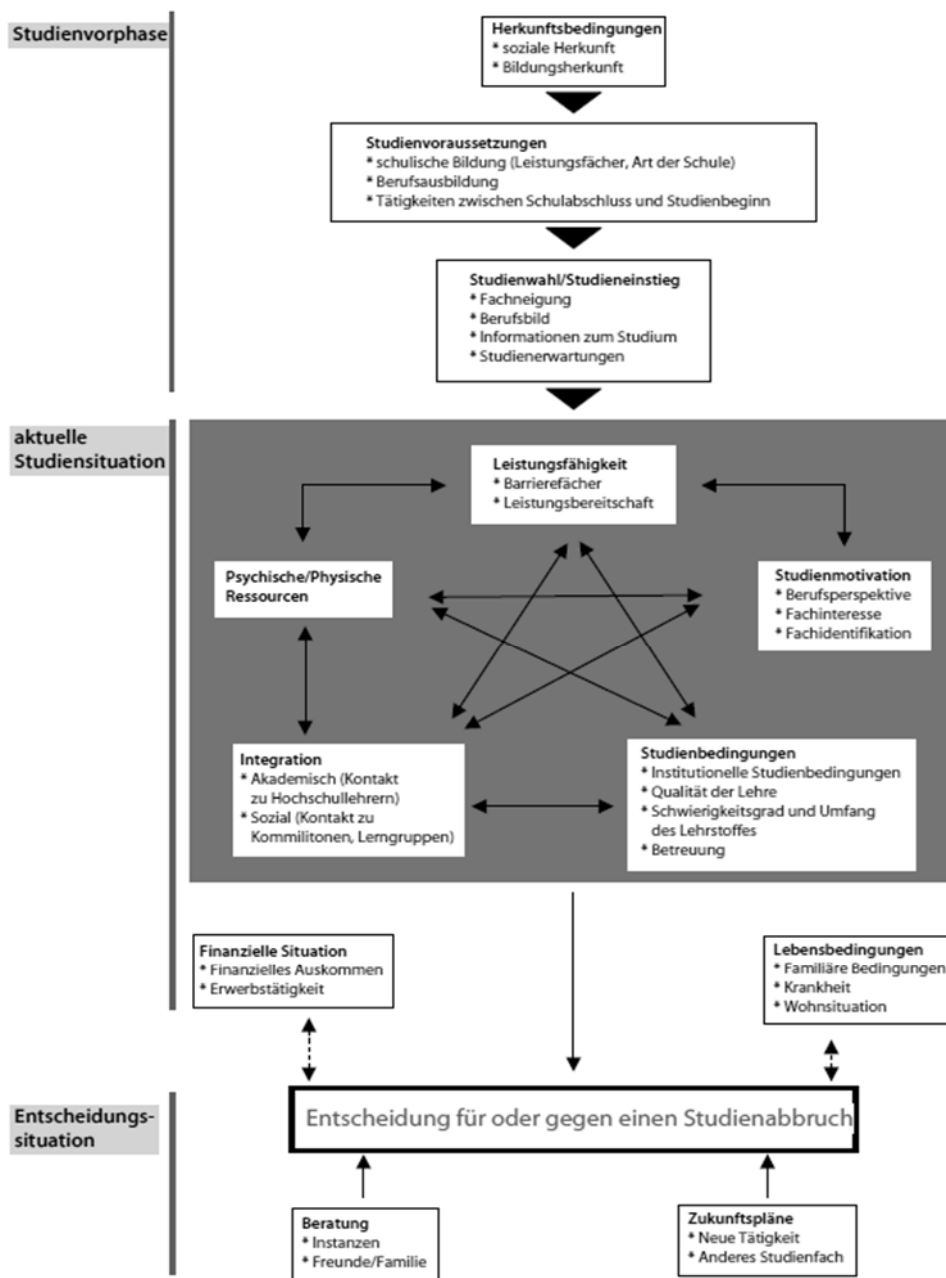 Studienvorphase
Herkunftsbedingungen
* soziale Herkunft
* Bildungsherkunft
Studienvoraussetzungen
* schulische Bildung (Leistungsfächer, Art der Schule)
* Berufsausbildung
* Tätigkeiten zwischen Schulabschluss und Studienbeginn
Studienwahl/Studieneinstieg
* Fachneigung
* Berufsbild
* Informationen zum Studium
* Studienerwartungen
aktuelle
Studiensituation
Leistungsfähigkeit
* Barrierefächer
* Leistungsbereitschaft
Psychische/Physische
Ressourcen
Studienmotivation
* Berufsperspektive
* Fachinteresse
* Fachidentifikation
Integration
* Akademisch (Kontakt
zu Hochschullehrern)
* Sozial (Kontakt zu
Kommilitonen, Lerngruppen)
Studienbedingungen
* Institutionelle Studienbedingungen
* Qualität der Lehre
* Schwierigkeitsgrad und Umfang
des Lehrstoffes
* Betreuung
Finanzielle Situation
* Finanzielles Auskommen
* Erwerbstätigkeit
Lebensbedingungen
* Familiäre Bedingungen
* Krankheit
* Wohnsituation
Entscheidungs-
situation
Entscheidung für oder gegen einen Studienabbruch
Beratung
* Instanzen
* Freunde/Familie
Zukunftspläne
* Neue Tätigkeit
* Anderes Studienfach